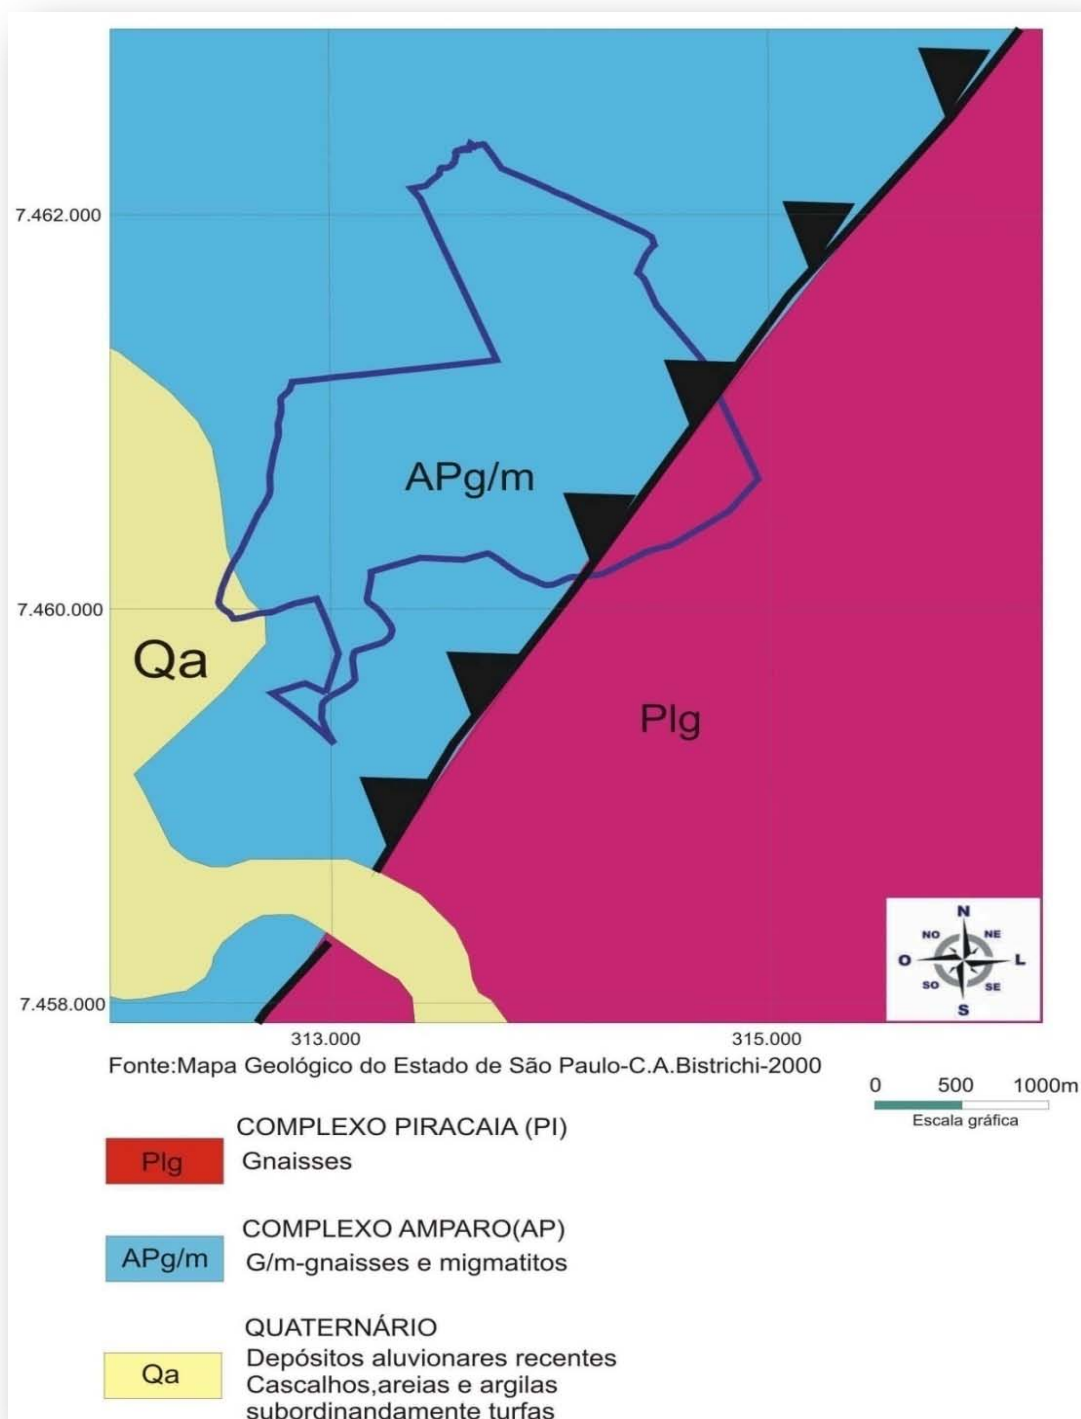 7.462.000
APg/m
7.460.000
Qa
PIg
N
NO
NE
O
L
SO
SE
S
7.458.000
313.000
315.000
Fonte:Mapa Geológico do Estado de São Paulo-C.A.Bistrichi-2000
0 500 1000m
Escala gráfica
COMPLEXO PIRACAIA (PI)
PIg
Gnaisses
COMPLEXO AMPARO(AP)
APg/m
G/m-gnaisses e migmatitos
QUATERNÁRIO
Qa
Depósitos aluvionares recentes
Cascalhos,areias e argilas
subordinandamente turfas